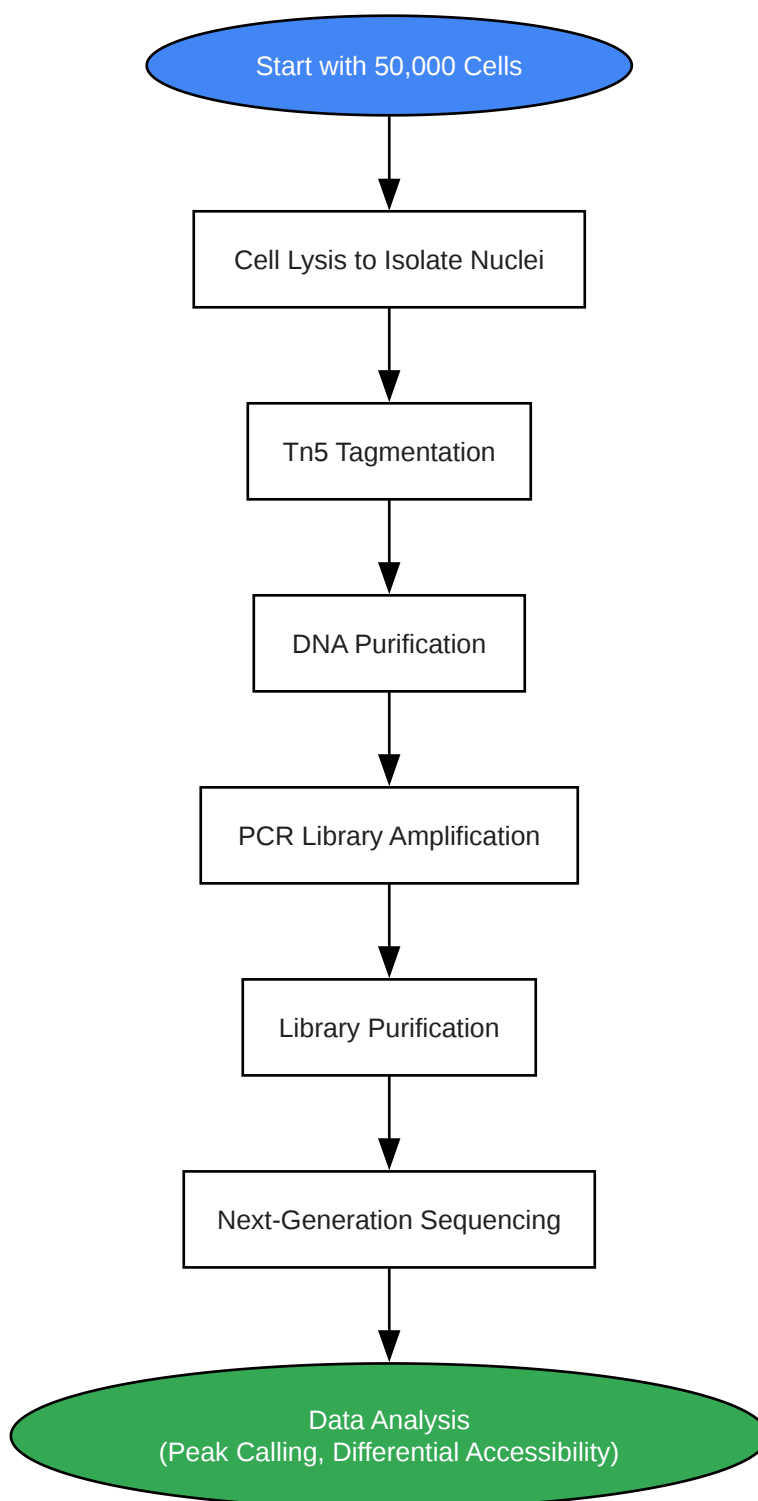 Start with 50,000 Cells
Cell Lysis to Isolate Nuclei
Tn5 Tagmentation
DNA Purification
PCR Library Amplification
Library Purification
Next-Generation Sequencing
Data Analysis
(Peak Calling, Differential Accessibility)